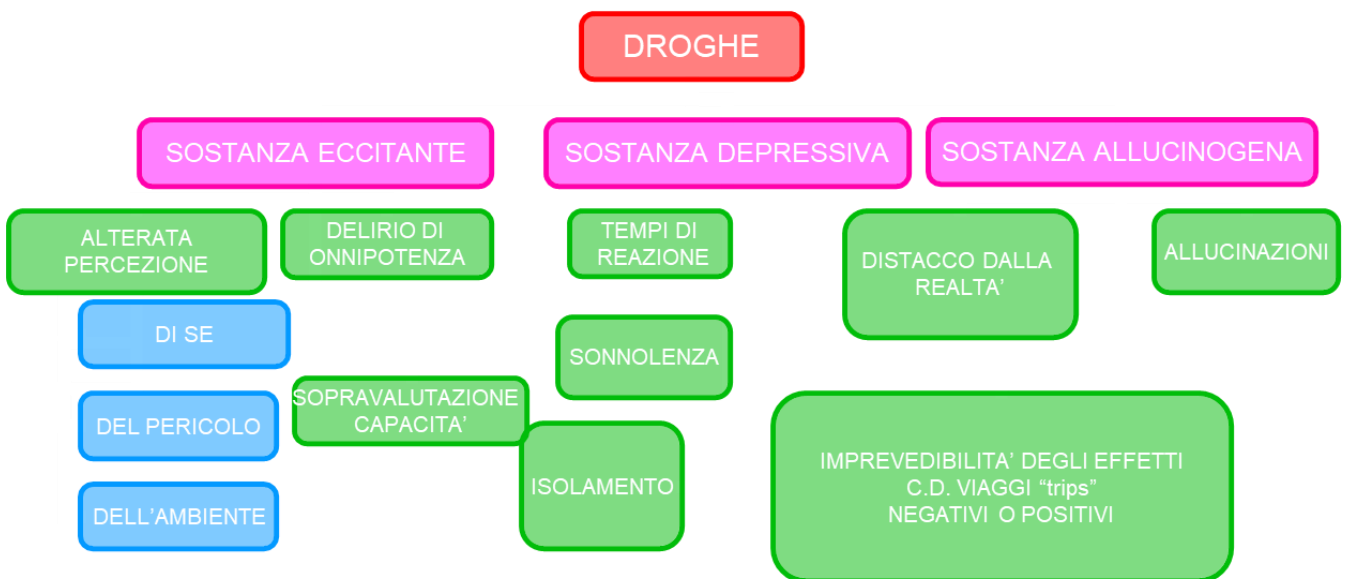 DROGHE
SOSTANZA ECCITANTE
SOSTANZA DEPRESSIVA
SOSTANZA ALLUCINOGENA
ALTERATA
PERCEZIONE
DELIRIO DI
ONNIPOTENZA
TEMPI DI
REAZIONE
DISTACCO DALLA
REALTA'
ALLUCINAZIONI
DI SE
SONNOLENZA
DEL PERICOLO
SOPRAVALUTAZIONE
CAPACITA'
ISOLAMENTO
IMPREVEDIBILITA' DEGLI EFFETTI
C.D. VIAGGI “trips”
NEGATIVI O POSITIVI
DELL'AMBIENTE